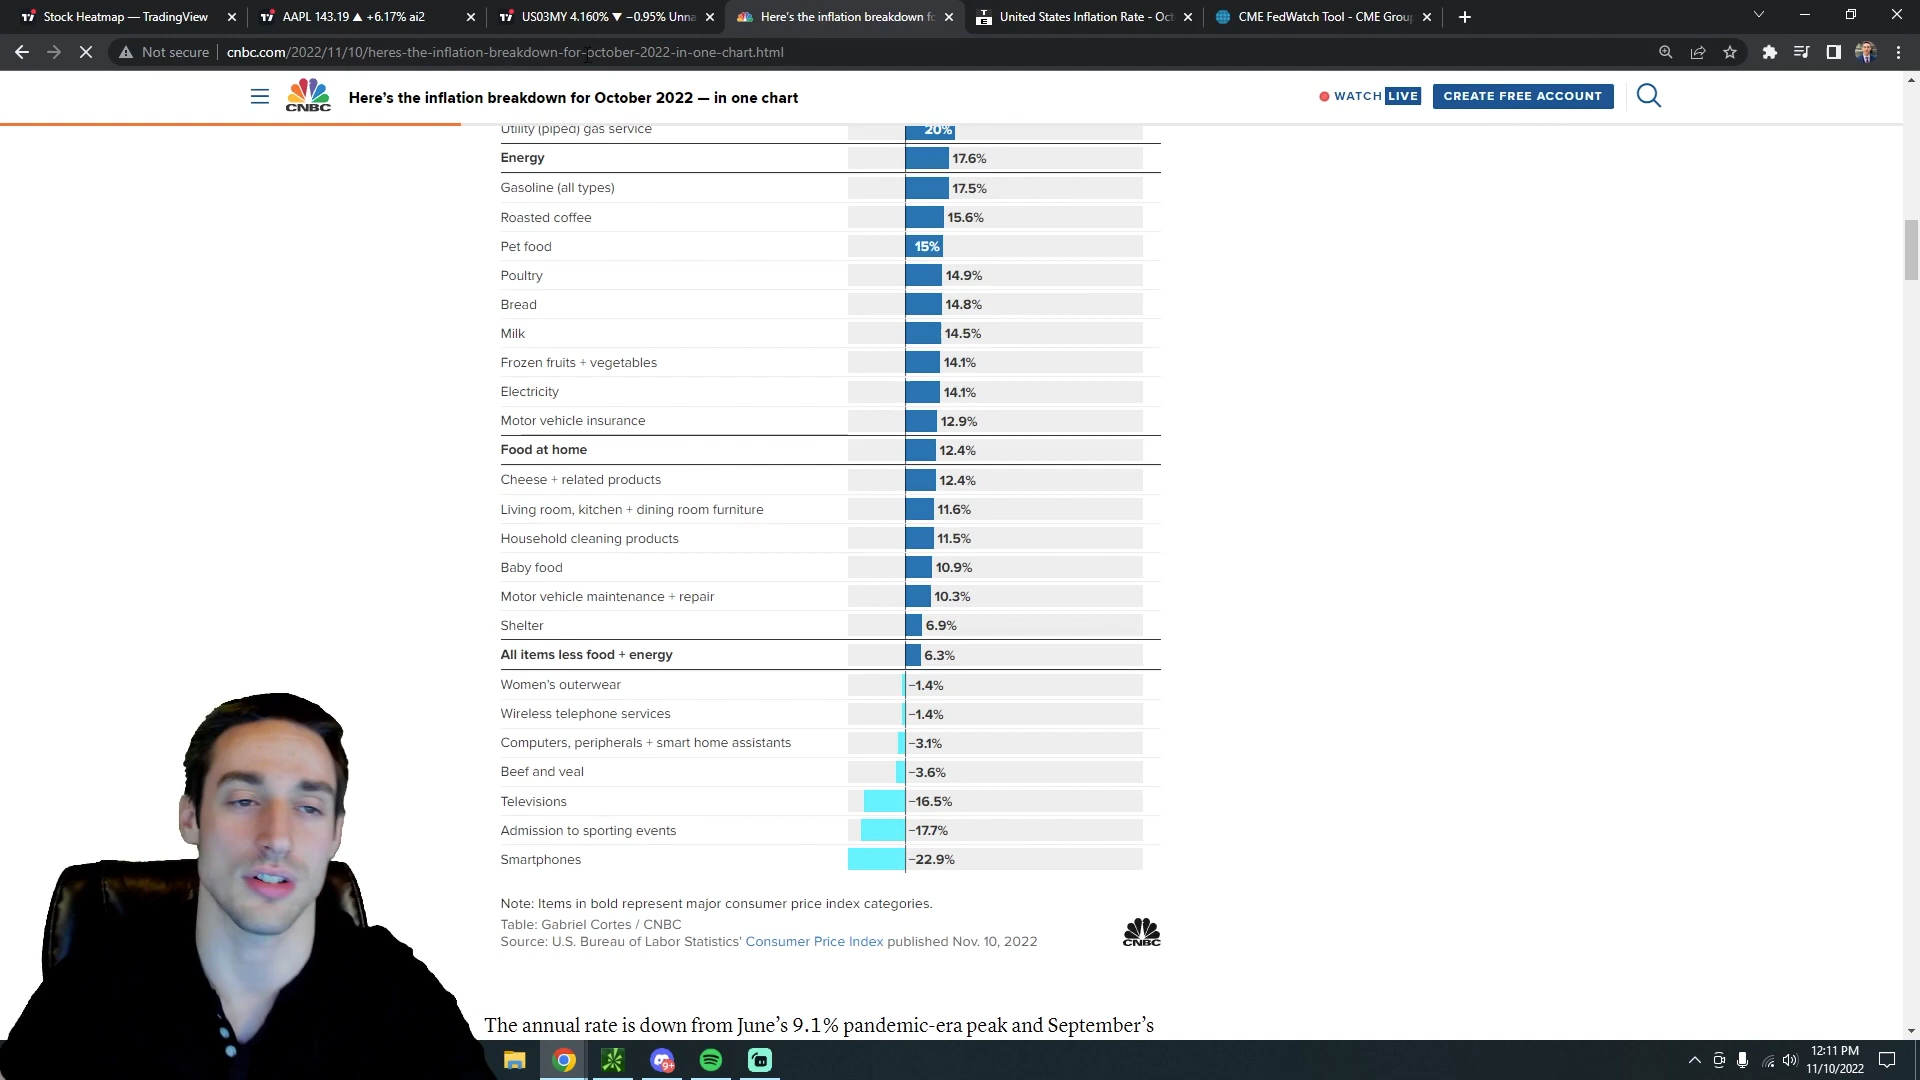 Stock Heatmap — TradingView
AAPL 143.19 ▲ +6.17% ai2
US03MY 4.160% ▼ −0.95% Unna
Here's the inflation breakdown fo
United States Inflation Rate - Oct
CME FedWatch Tool - CME Group
Not secure
cnbc.com/2022/11/10/heres-the-inflation-breakdown-for-october-2022-in-one-chart.html
CNBC
Here's the inflation breakdown for October 2022 — in one chart
WATCH LIVE
CREATE FREE ACCOUNT
Utility (piped) gas service 20%
Energy 17.6%
Gasoline (all types) 17.5%
Roasted coffee 15.6%
Pet food 15%
Poultry 14.9%
Bread 14.8%
Milk 14.5%
Frozen fruits + vegetables 14.1%
Electricity 14.1%
Motor vehicle insurance 12.9%
Food at home 12.4%
Cheese + related products 12.4%
Living room, kitchen + dining room furniture 11.6%
Household cleaning products 11.5%
Baby food 10.9%
Motor vehicle maintenance + repair 10.3%
Shelter 6.9%
All items less food + energy 6.3%
Women's outerwear −1.4%
Wireless telephone services −1.4%
Computers, peripherals + smart home assistants −3.1%
Beef and veal −3.6%
Televisions −16.5%
Admission to sporting events −17.7%
Smartphones −22.9%
Note: Items in bold represent major consumer price index categories.
Table: Gabriel Cortes / CNBC
Source: U.S. Bureau of Labor Statistics' Consumer Price Index published Nov. 10, 2022
CNBC
The annual rate is down from June's 9.1% pandemic-era peak and September's
12:11 PM
11/10/2022